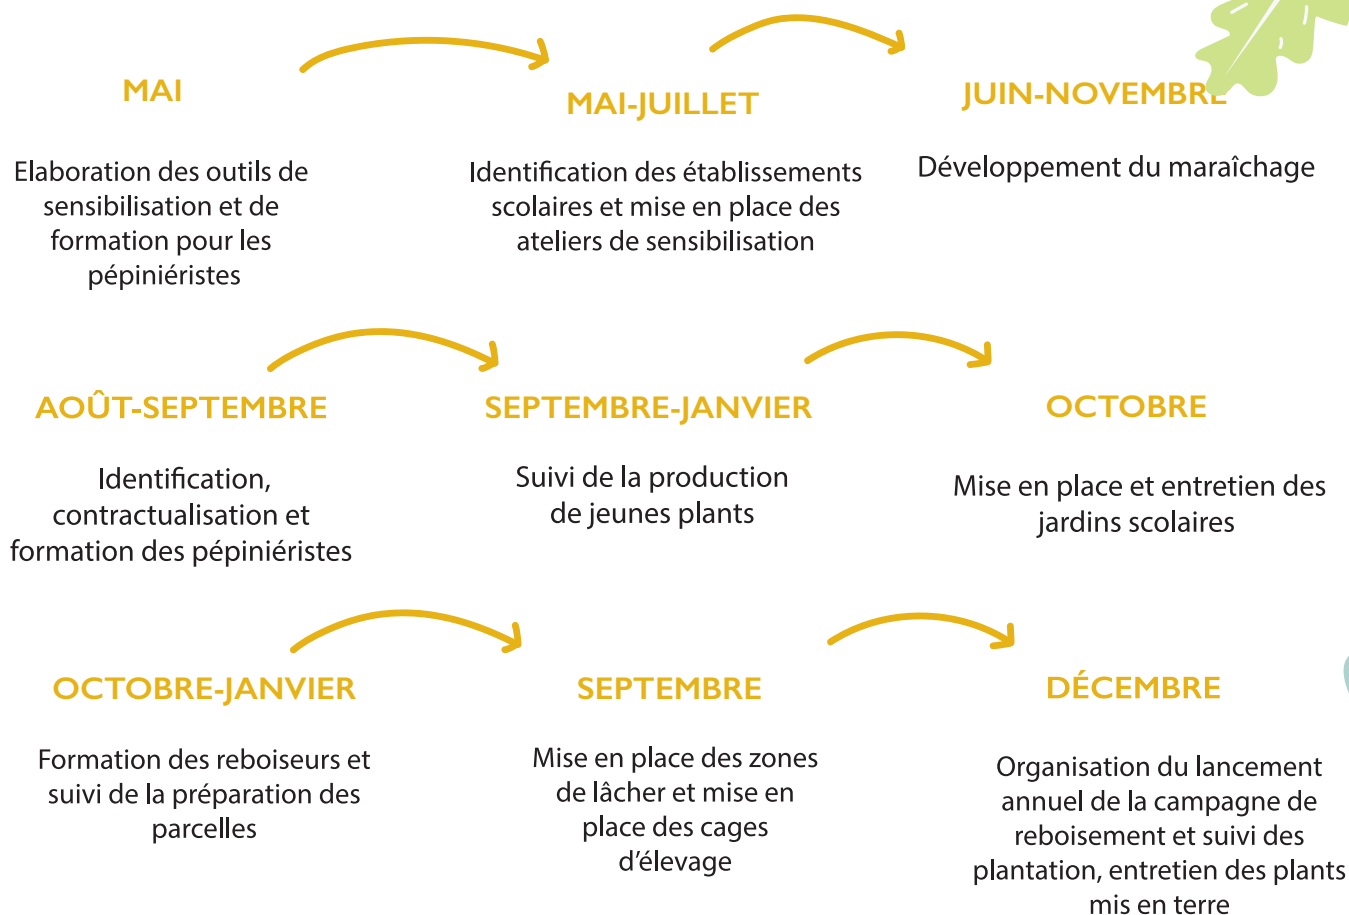 MAI
Elaboration des outils de
sensibilisation et de
formation pour les
pépiniéristes
MAI-JUILLET
Identification des établissements
scolaires et mise en place des
ateliers de sensibilisation
JUIN-NOVEMBRE
Développement du maraîchage
AOÛT-SEPTEMBRE
Identification,
contractualisation et
formation des pépiniéristes
SEPTEMBRE-JANVIER
Suivi de la production
de jeunes plants
OCTOBRE
Mise en place et entretien des
jardins scolaires
OCTOBRE-JANVIER
Formation des reboiseurs et
suivi de la préparation des
parcelles
SEPTEMBRE
Mise en place des zones
de lâcher et mise en
place des cages
d’élevage
DÉCEMBRE
Organisation du lancement
annuel de la campagne de
reboisement et suivi des
plantation, entretien des plants
mis en terre